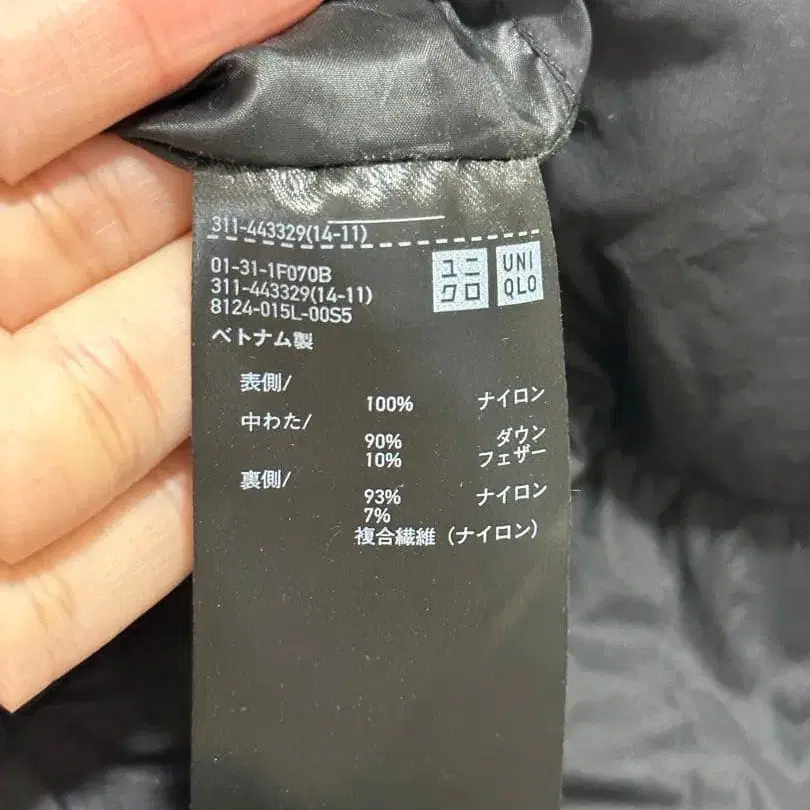 311-443329(14-11)
01-31-1F070B
311-443329(14-11)
8124-015L-00S5
ユニ
クロ
UNI
QLO
ベトナム製
表側/
100% ナイロン
中わた/
90% ダウン
10% フェザー
裏側/
93% ナイロン
7%
複合繊維(ナイロン)